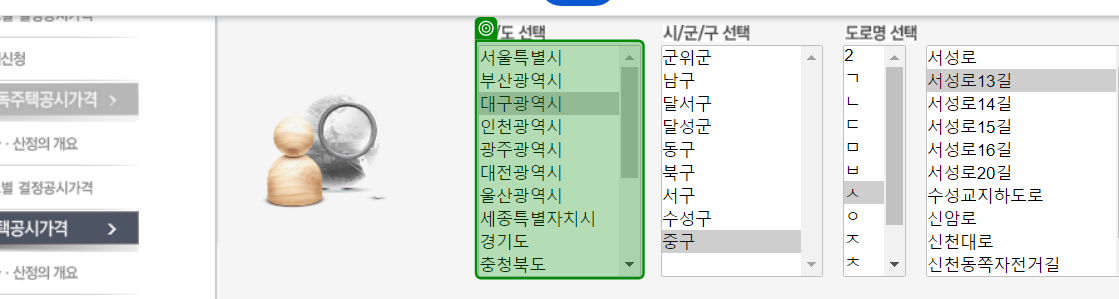 신청
독주택공시가격
· 산정의 개요
별 결정공시가격
택공시가격
· 산정의 개요
/도 선택
서울특별시
부산광역시
대구광역시
인천광역시
광주광역시
대전광역시
울산광역시
세종특별자치시
경기도
충청북도
시/군/구 선택
군위군
남구
달서구
달성군
동구
북구
서구
수성구
중구
도로명 선택
2
ㄱ
ㄴ
ㄷ
ㅁ
ㅂ
ㅅ
ㅇ
ㅈ
ㅊ
서성로
서성로13길
서성로14길
서성로15길
서성로16길
서성로20길
수성교지하도로
신암로
신천대로
신천동쪽자전거길